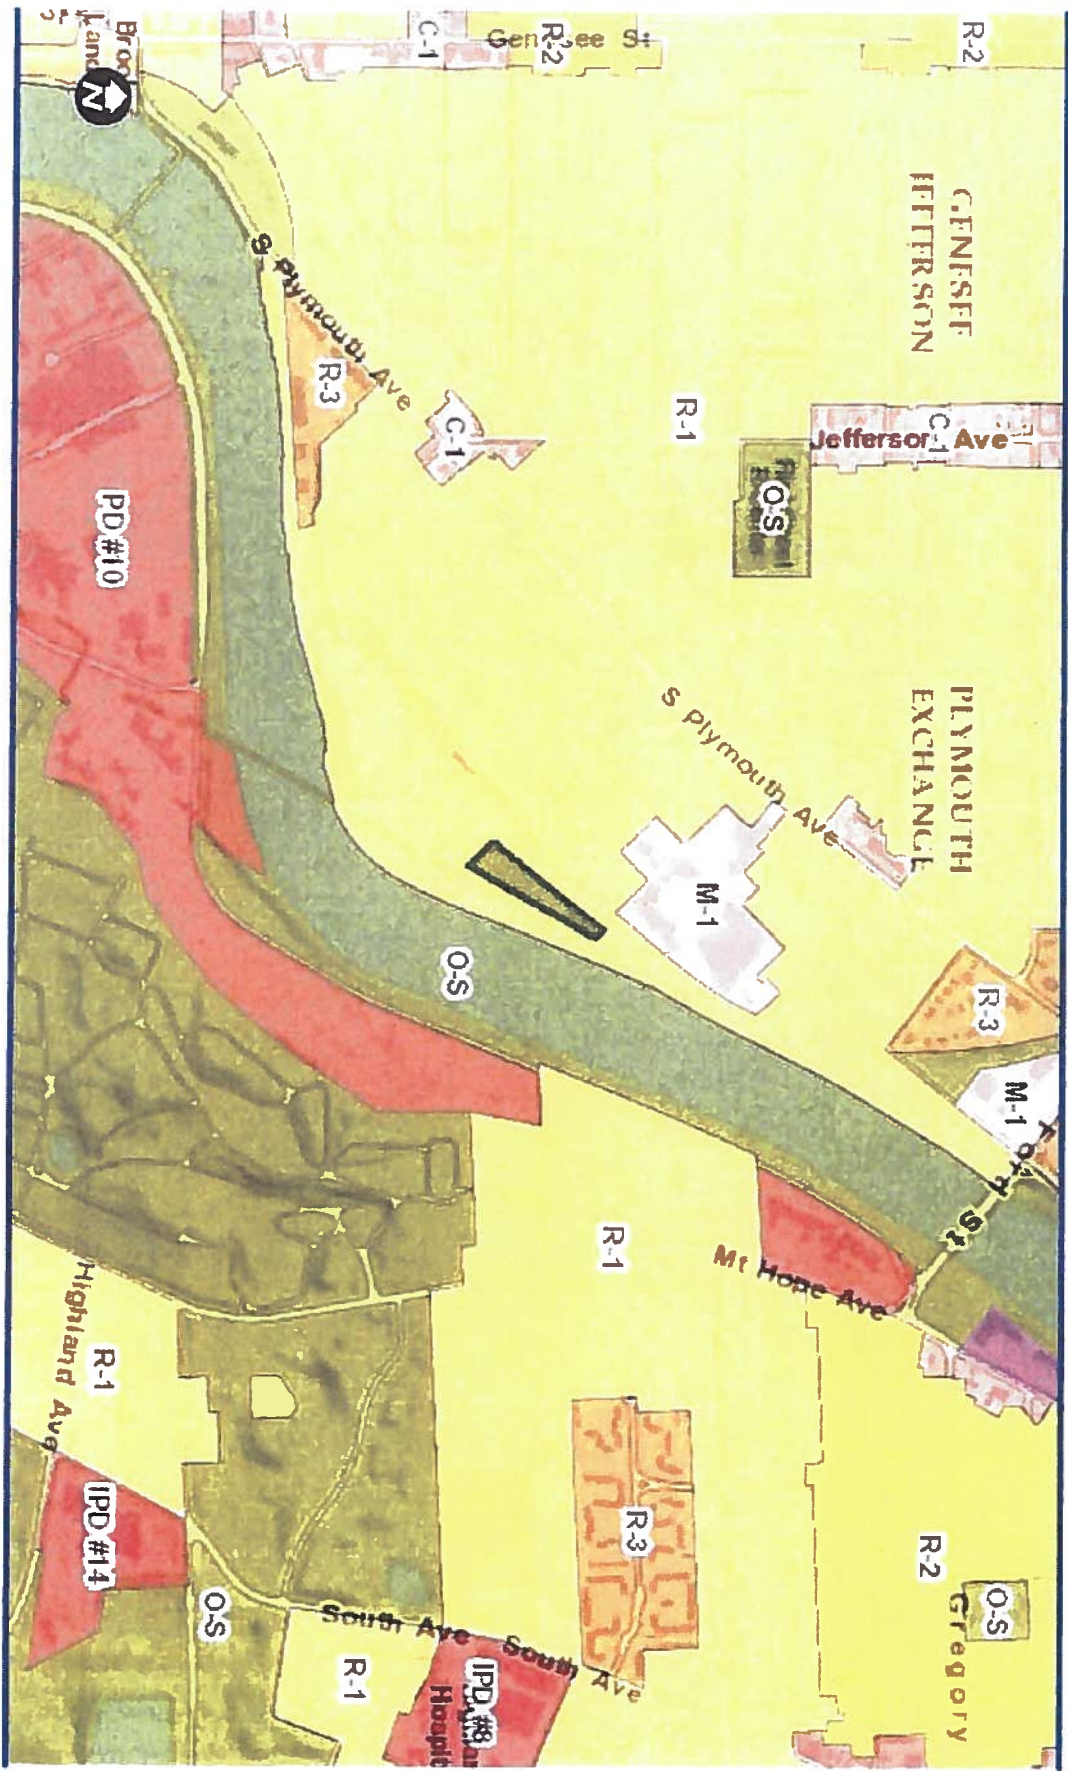 R-2
R-2
C-1
N
GENESEE
JEFFERSON
S Plymouth Ave
R-3
C-1
R-1
C-1
Jefferson Ave
O-S
PD #10
PLYMOUTH
EXCHANGE
S Plymouth Ave
M-1
R-3
M-1
Ford St
O-S
R-1
Mt Hope Ave
R-1
Highland Ave
IPD #14
O-S
R-3
R-2
O-S
Gregory
South Ave
South Ave
R-1
IPD #8